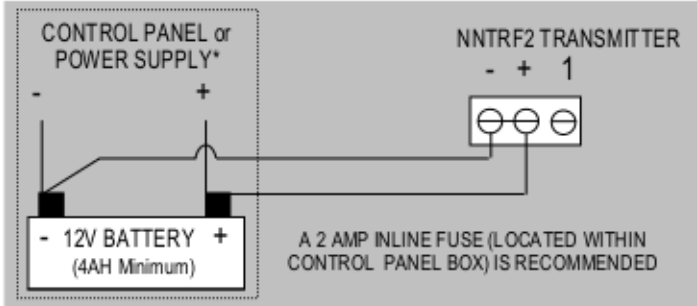 CONTROL PANEL or
POWER SUPPLY*
- +
NNTRF2 TRANSMITTER
- + 1
- 12V BATTERY +
(4AH Minimum)
A 2 AMP INLINE FUSE (LOCATED WITHIN
CONTROL PANEL BOX) IS RECOMMENDED